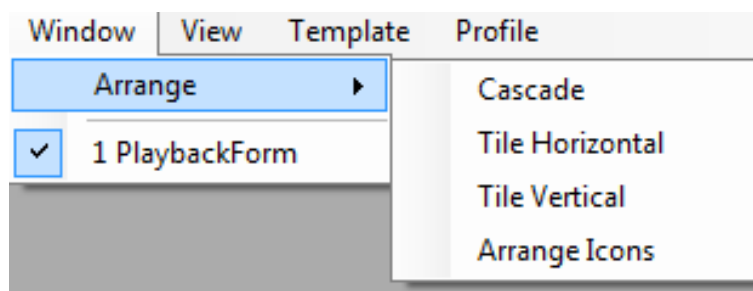 Window View Template Profile
Arrange
1 PlaybackForm
Cascade
Tile Horizontal
Tile Vertical
Arrange Icons